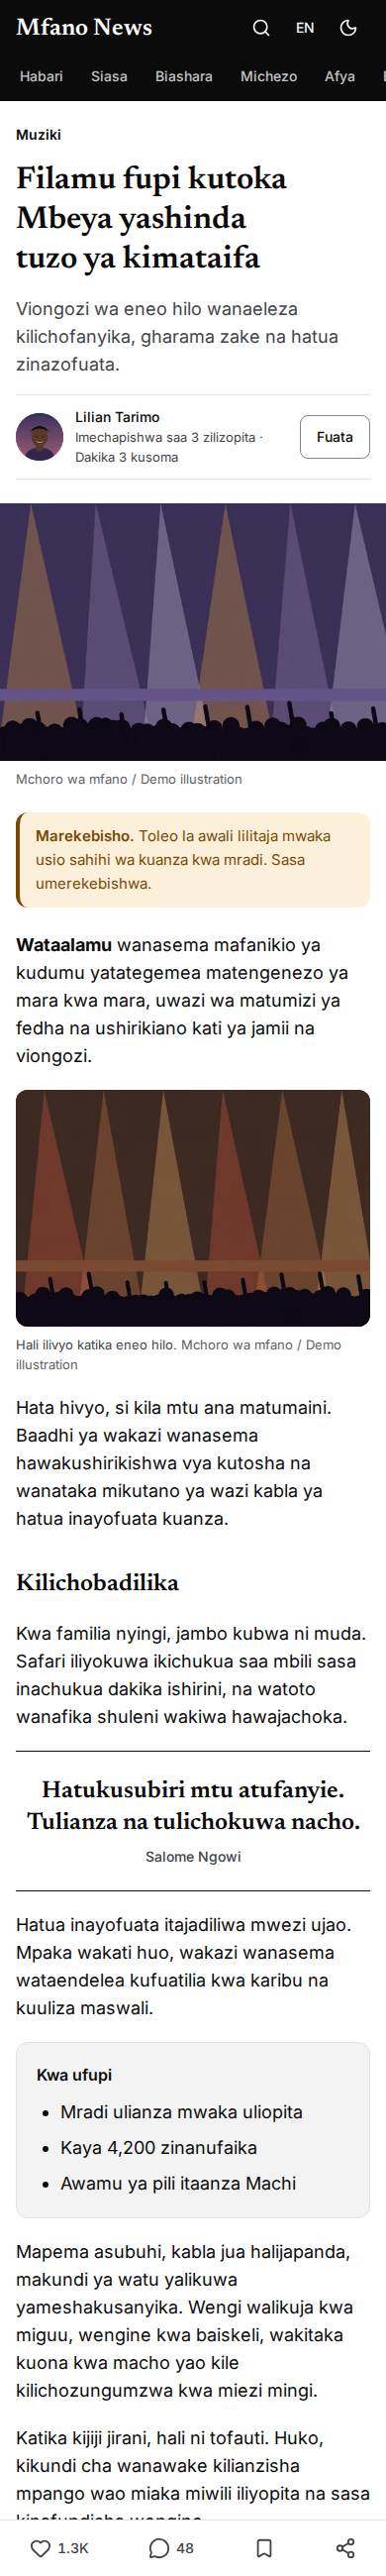 Mfano News
EN
Habari Siasa Biashara Michezo Afya
Muziki
Filamu fupi kutoka
Mbeya yashinda
tuzo ya kimataifa
Viongozi wa eneo hilo wanaeleza
kilichofanyika, gharama zake na hatua
zinazofuata.
Lilian Tarimo
Imechapishwa saa 3 zilizopita ·
Dakika 3 kusoma
Fuata
Mchoro wa mfano / Demo illustration
Marekebisho. Toleo la awali lilitaja mwaka
usio sahihi wa kuanza kwa mradi. Sasa
umerekebishwa.
Wataalamu wanasema mafanikio ya
kudumu yatategemea matengenezo ya
mara kwa mara, uwazi wa matumizi ya
fedha na ushirikiano kati ya jamii na
viongozi.
Hali ilivyo katika eneo hilo. Mchoro wa mfano / Demo
illustration
Hata hivyo, si kila mtu ana matumaini.
Baadhi ya wakazi wanasema
hawakushirikishwa vya kutosha na
wanataka mikutano ya wazi kabla ya
hatua inayofuata kuanza.
Kilichobadilika
Kwa familia nyingi, jambo kubwa ni muda.
Safari iliyokuwa ikichukua saa mbili sasa
inachukua dakika ishirini, na watoto
wanafika shuleni wakiwa hawajachoka.
Hatukusubiri mtu atufanyie.
Tulianza na tulichokuwa nacho.
Salome Ngowi
Hatua inayofuata itajadiliwa mwezi ujao.
Mpaka wakati huo, wakazi wanasema
wataendelea kufuatilia kwa karibu na
kuuliza maswali.
Kwa ufupi
• Mradi ulianza mwaka uliopita
• Kaya 4,200 zinanufaika
• Awamu ya pili itaanza Machi
Mapema asubuhi, kabla jua halijapanda,
makundi ya watu yalikuwa
yameshakusanyika. Wengi walikuja kwa
miguu, wengine kwa baiskeli, wakitaka
kuona kwa macho yao kile
kilichozungumzwa kwa miezi mingi.
Katika kijiji jirani, hali ni tofauti. Huko,
kikundi cha wanawake kilianzisha
mpango wao miaka miwili iliyopita na sasa
1.3K
48